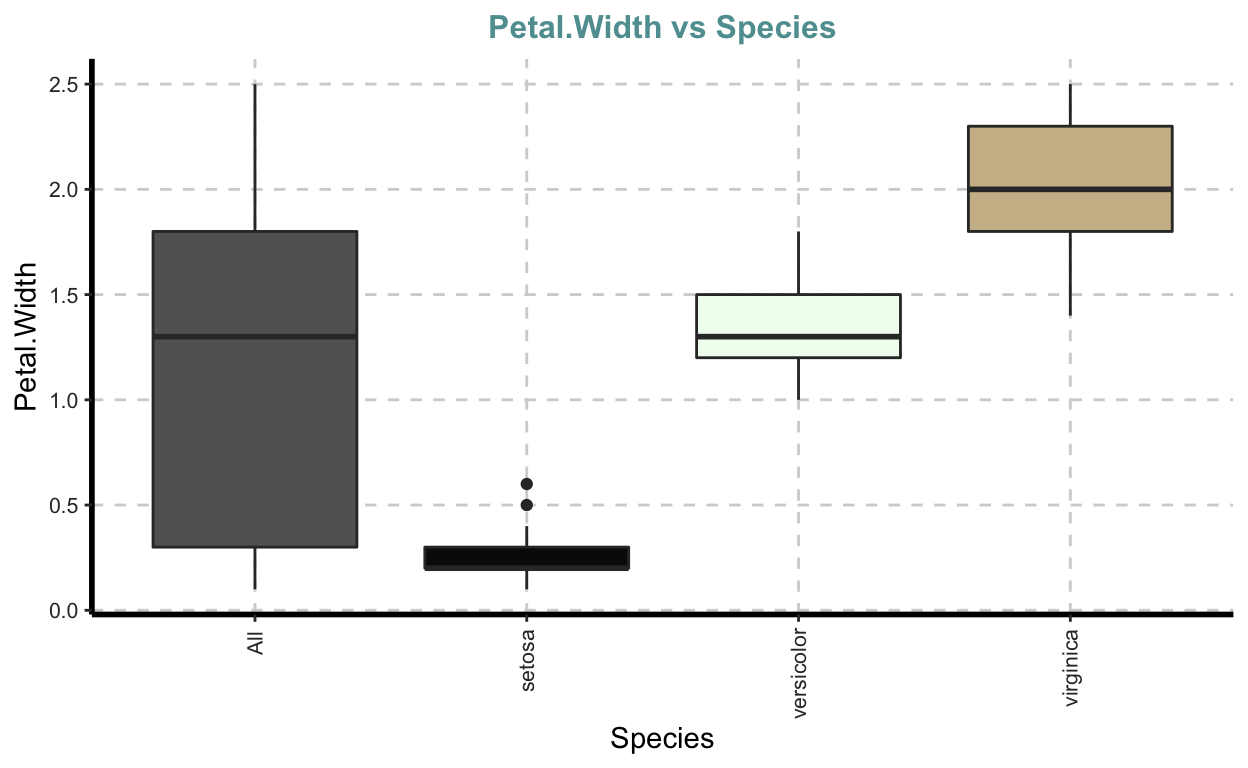 Petal.Width vs Species
Petal.Width
2.5
2.0
1.5
1.0
0.5
0.0
All
setosa
versicolor
virginica
Species